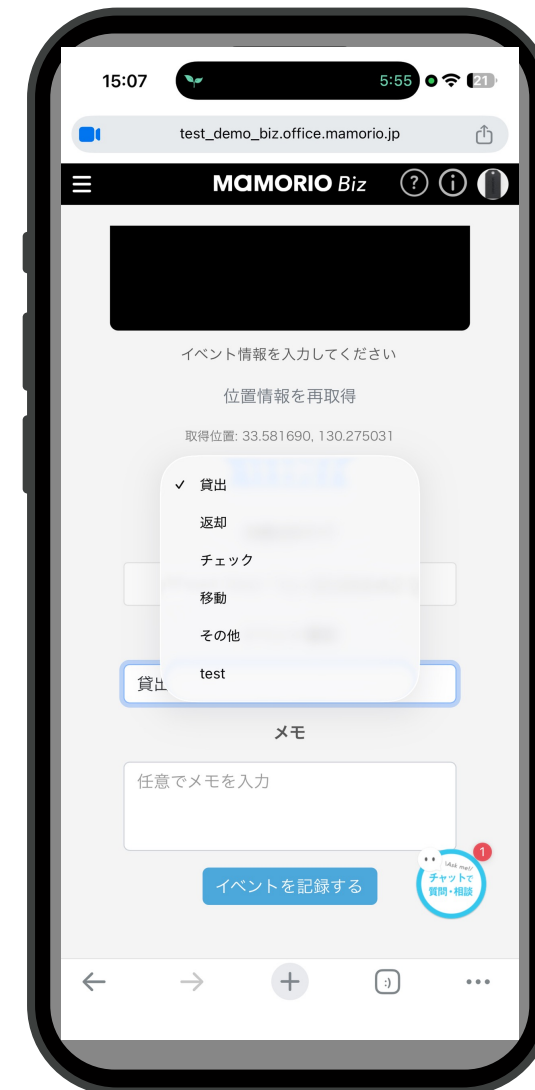 15:07
5:55
21
test_demo_biz.office.mamorio.jp
MAMORIO Biz
イベント情報を入力してください
位置情報を再取得
取得位置: 33.581690, 130.275031
✓ 貸出
返却
チェック
移動
その他
test
貸出
メモ
任意でメモを入力
イベントを記録する
1
\Ask me!/
チャットで
質問・相談
:)